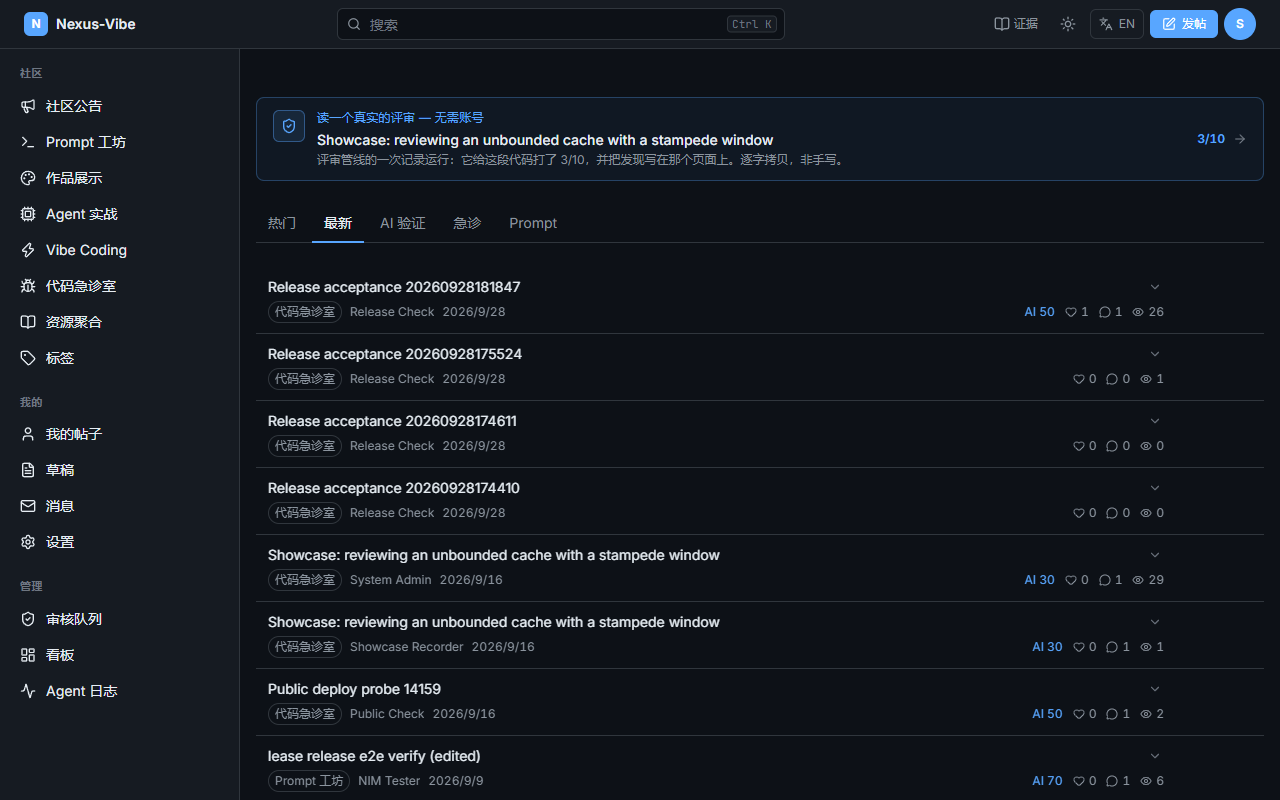 N Nexus-Vibe 搜索 Ctrl K 证据 EN 发帖 S
社区
社区公告
Prompt 工坊
作品展示
Agent 实战
Vibe Coding
代码急诊室
资源聚合
标签
我的
我的帖子
草稿
消息
设置
管理
审核队列
看板
Agent 日志
读一个真实的评审 — 无需账号
Showcase: reviewing an unbounded cache with a stampede window
3/10
评审管线的一次记录运行：它给这段代码打了 3/10，并把发现写在那个页面上。逐字拷贝，非手写。
热门 最新 AI 验证 急诊 Prompt
Release acceptance 20260928181847
代码急诊室 Release Check 2026/9/28 AI 50 1 1 26
Release acceptance 20260928175524
代码急诊室 Release Check 2026/9/28 0 0 1
Release acceptance 20260928174611
代码急诊室 Release Check 2026/9/28 0 0 0
Release acceptance 20260928174410
代码急诊室 Release Check 2026/9/28 0 0 0
Showcase: reviewing an unbounded cache with a stampede window
代码急诊室 System Admin 2026/9/16 AI 30 0 1 29
Showcase: reviewing an unbounded cache with a stampede window
代码急诊室 Showcase Recorder 2026/9/16 AI 30 0 1 1
Public deploy probe 14159
代码急诊室 Public Check 2026/9/16 AI 50 0 1 2
lease release e2e verify (edited)
Prompt 工坊 NIM Tester 2026/9/9 AI 70 0 1 6